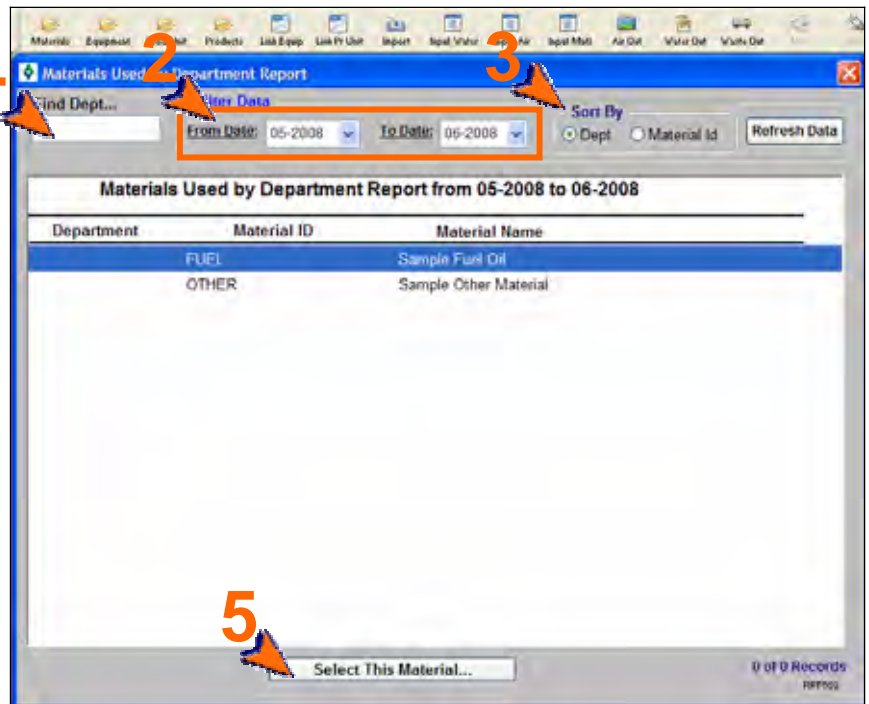 Materials Equipment Products Link Equip Link Pr Unit Import Input Water Input Air Input Matl Air Out Water Out Waste Out
2
3
Materials Used by Department Report
Find Dept... Filter Data Sort By
From Date: 05-2008 To Date: 06-2008 Dept Material Id Refresh Data
Materials Used by Department Report from 05-2008 to 06-2008
Department Material ID Material Name
FUEL Sample Fuel Oil
OTHER Sample Other Material
5
Select This Material... 0 of 0 Records